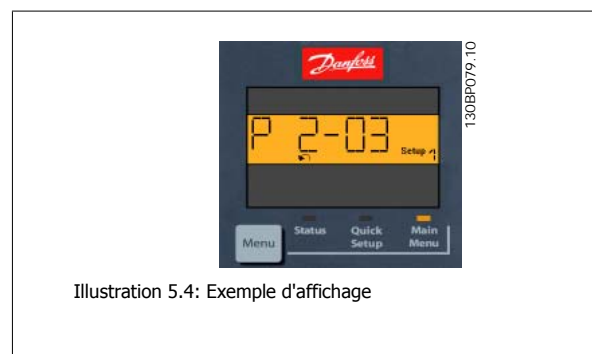 Danfoss
130BP079.10
P 2-03
Setup 1
Menu
Status
Quick Setup
Main Menu
Illustration 5.4: Exemple d'affichage